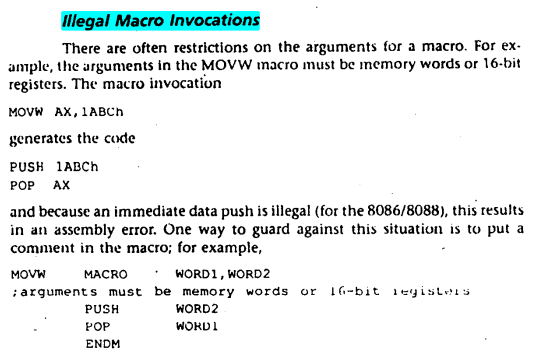 Illegal Macro Invocations
There are often restrictions on the arguments for a macro. For ex-
ample, the arguments in the MOVW macro must be memory words or 16-bit
registers. The macro invocation
MOVW AX,1ABCh
generates the code
PUSH 1ABCh
POP AX
and because an immediate data push is illegal (for the 8086/8088), this results
in an assembly error. One way to guard against this situation is to put a
comment in the macro; for example,
MOVW MACRO WORD1,WORD2
;arguments must be memory words or 16-bit registers
PUSH WORD2
POP WORD1
ENDM